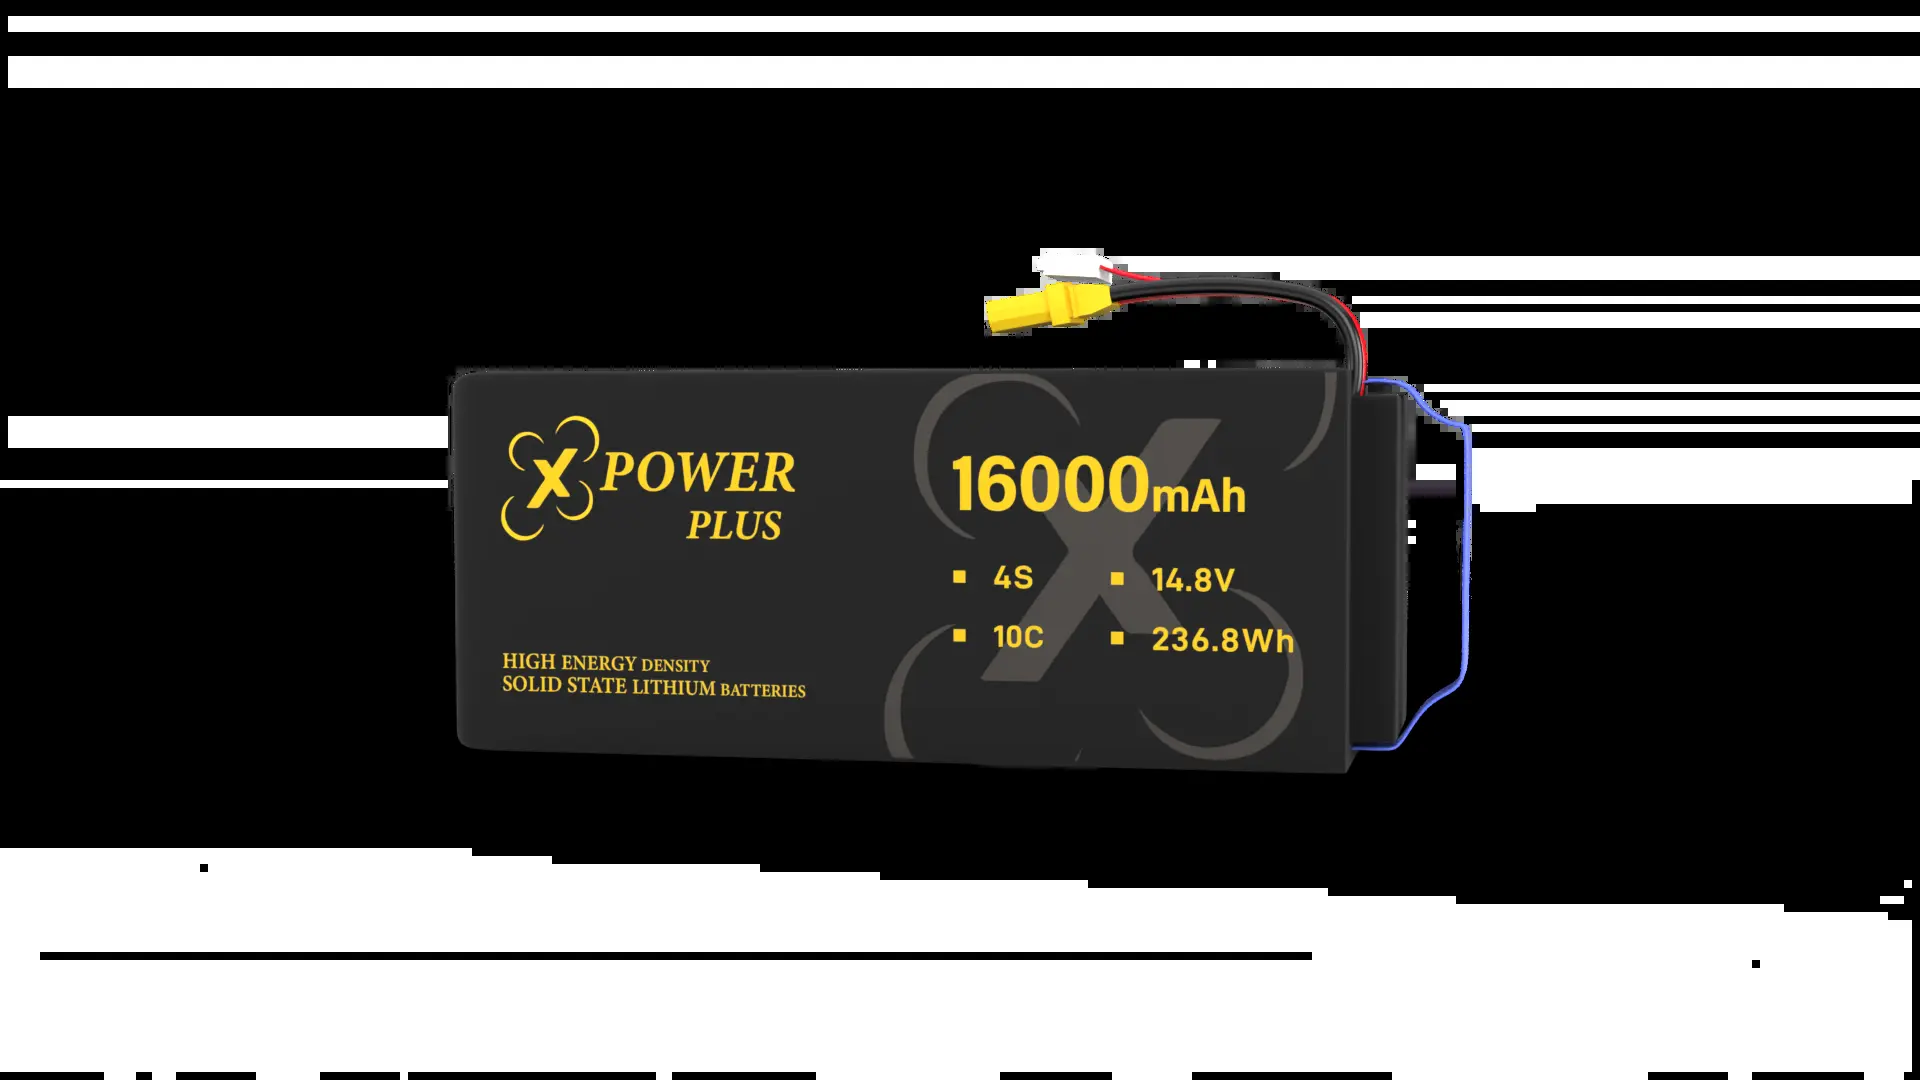 X POWER
PLUS
HIGH ENERGY DENSITY
SOLID STATE LITHIUM BATTERIES
16000mAh
4S
14.8V
10C
236.8Wh